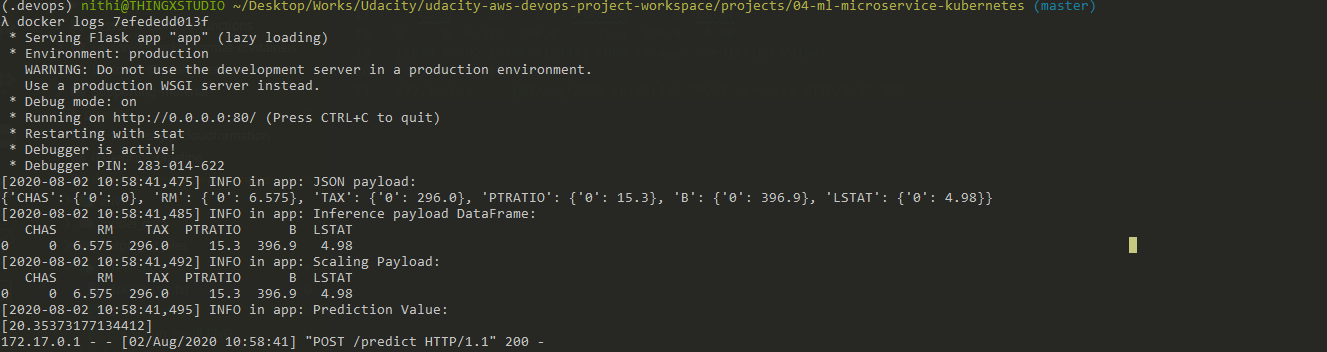 (.devops) nithi@THINGXSTUDIO ~/Desktop/Works/Udacity/udacity-aws-devops-project-workspace/projects/04-ml-microservice-kubernetes (master)
λ docker logs 7efededd013f
 * Serving Flask app "app" (lazy loading)
 * Environment: production
   WARNING: Do not use the development server in a production environment.
   Use a production WSGI server instead.
 * Debug mode: on
 * Running on http://0.0.0.0:80/ (Press CTRL+C to quit)
 * Restarting with stat
 * Debugger is active!
 * Debugger PIN: 283-014-622
[2020-08-02 10:58:41,475] INFO in app: JSON payload:
{'CHAS': {'0': 0}, 'RM': {'0': 6.575}, 'TAX': {'0': 296.0}, 'PTRATIO': {'0': 15.3}, 'B': {'0': 396.9}, 'LSTAT': {'0': 4.98}}
[2020-08-02 10:58:41,485] INFO in app: Inference payload DataFrame:
   CHAS     RM    TAX  PTRATIO      B  LSTAT
0     0  6.575  296.0     15.3  396.9   4.98
[2020-08-02 10:58:41,492] INFO in app: Scaling Payload:
   CHAS     RM    TAX  PTRATIO      B  LSTAT
0     0  6.575  296.0     15.3  396.9   4.98
[2020-08-02 10:58:41,495] INFO in app: Prediction Value:
[20.35373177134412]
172.17.0.1 - - [02/Aug/2020 10:58:41] "POST /predict HTTP/1.1" 200 -